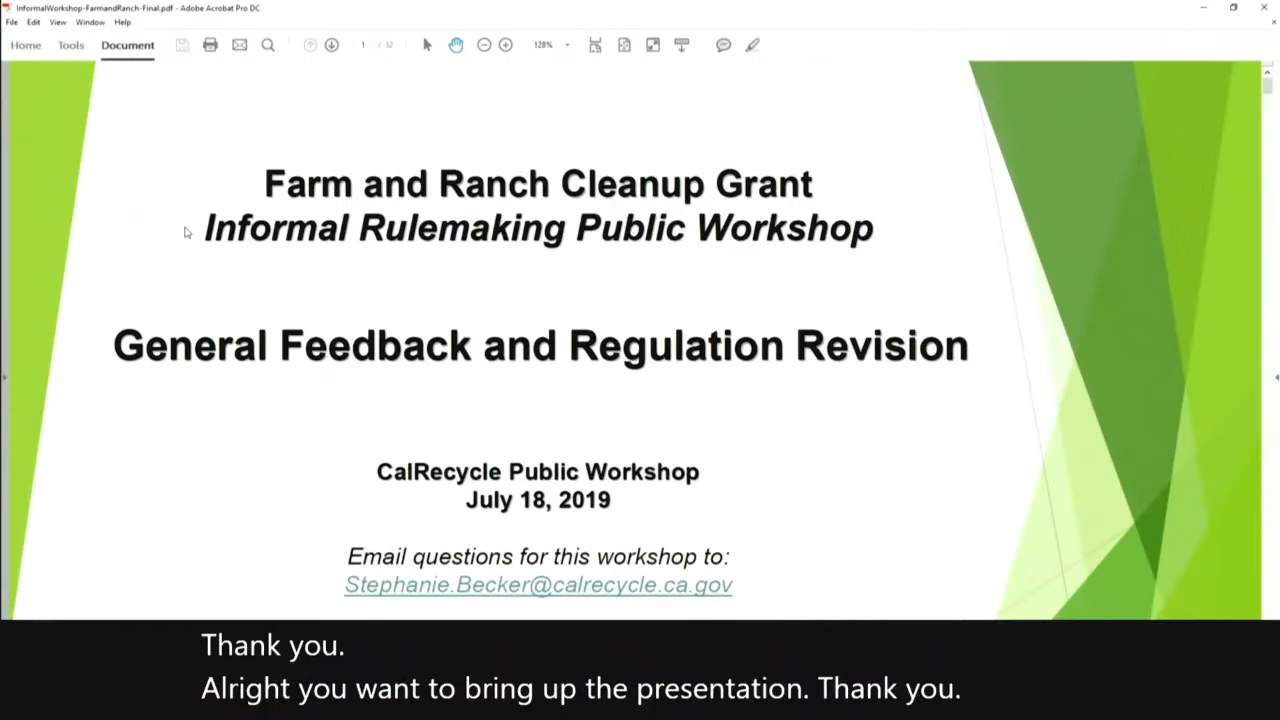 InformalWorkshop-FarmandRanch-Final.pdf - Adobe Acrobat Pro DC
File Edit View Window Help
Home Tools Document 1 / 32 128%
Farm and Ranch Cleanup Grant
Informal Rulemaking Public Workshop
General Feedback and Regulation Revision
CalRecycle Public Workshop
July 18, 2019
Email questions for this workshop to:
Stephanie.Becker@calrecycle.ca.gov
Thank you.
Alright you want to bring up the presentation. Thank you.